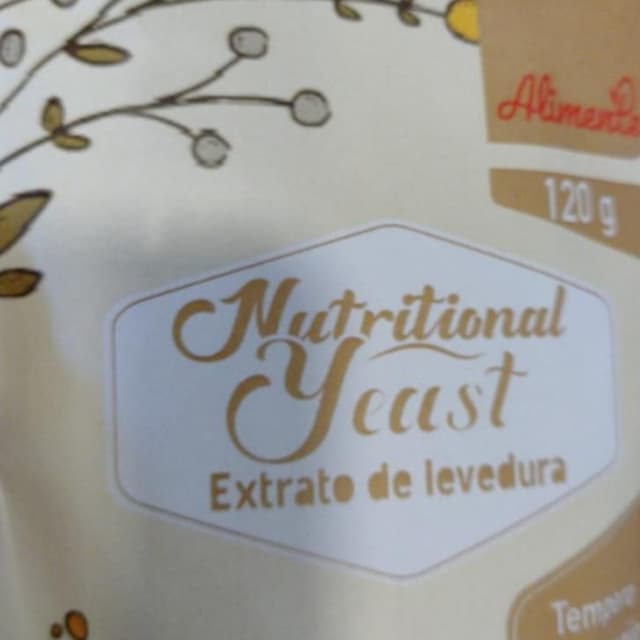 120 g
Nutritional
Yeast
Extrato de levedura